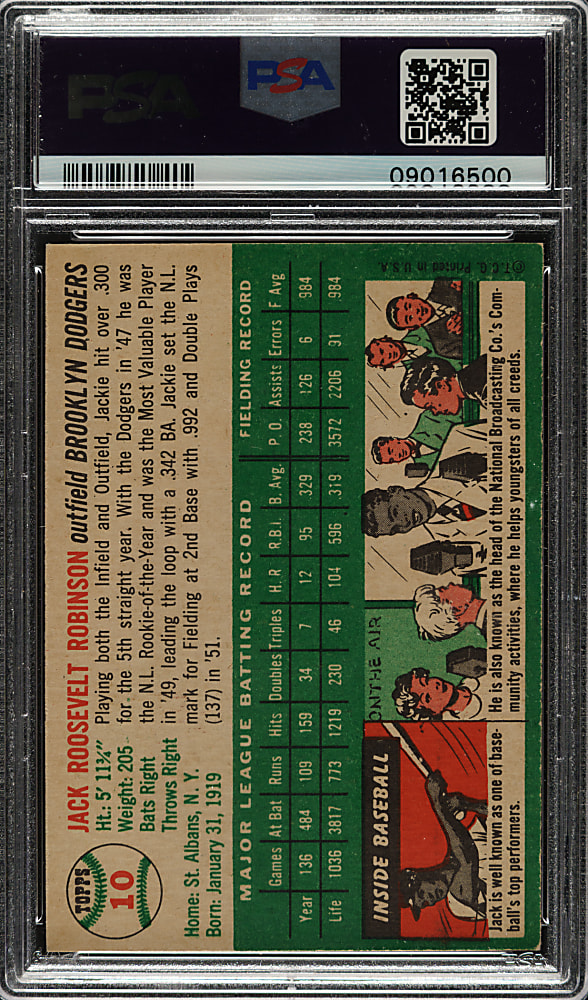 PSA
PSA
09016500
TOPPS
10
JACK ROOSEVELT ROBINSON outfield BROOKLYN DODGERS
Ht.: 5' 11¾"
Weight: 205
Bats Right
Throws Right
Home: St. Albans, N. Y.
Born: January 31, 1919
Playing both the Infield and Outfield, Jackie hit over .300
for the 5th straight year. With the Dodgers in '47 he was
the N.L. Rookie-of-the-Year and was the Most Valuable Player
in '49, leading the loop with a .342 BA. Jackie set the N.L.
mark for Fielding at 2nd Base with .992 and Double Plays
(137) in '51.
MAJOR LEAGUE BATTING RECORD FIELDING RECORD
Games At Bat Runs Hits Doubles Triples H. R R.B.I. B. Avg. P. O. Assists Errors F. Avg
Year 136 484 109 159 34 7 12 95 329 238 126 6 984
Life 1036 3817 773 1219 230 46 104 596 .319 3572 2206 91 984
INSIDE BASEBALL
ON THE AIR
Jack is well known as one of base-
ball's top performers.
He is also known as the head of the National Broadcasting Co.'s Com-
munity activities, where he helps youngsters of all creeds.
©T.C.G. Printed in U.S.A.